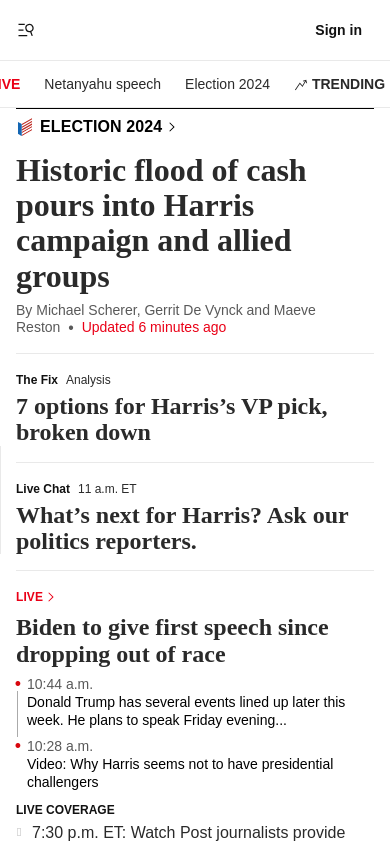 Sign in
IVE Netanyahu speech Election 2024 TRENDING
ELECTION 2024
Historic flood of cash
pours into Harris
campaign and allied
groups
By Michael Scherer, Gerrit De Vynck and Maeve
Reston • Updated 6 minutes ago
The Fix Analysis
7 options for Harris’s VP pick,
broken down
Live Chat 11 a.m. ET
What’s next for Harris? Ask our
politics reporters.
LIVE
Biden to give first speech since
dropping out of race
10:44 a.m.
Donald Trump has several events lined up later this
week. He plans to speak Friday evening...
10:28 a.m.
Video: Why Harris seems not to have presidential
challengers
LIVE COVERAGE
7:30 p.m. ET: Watch Post journalists provide